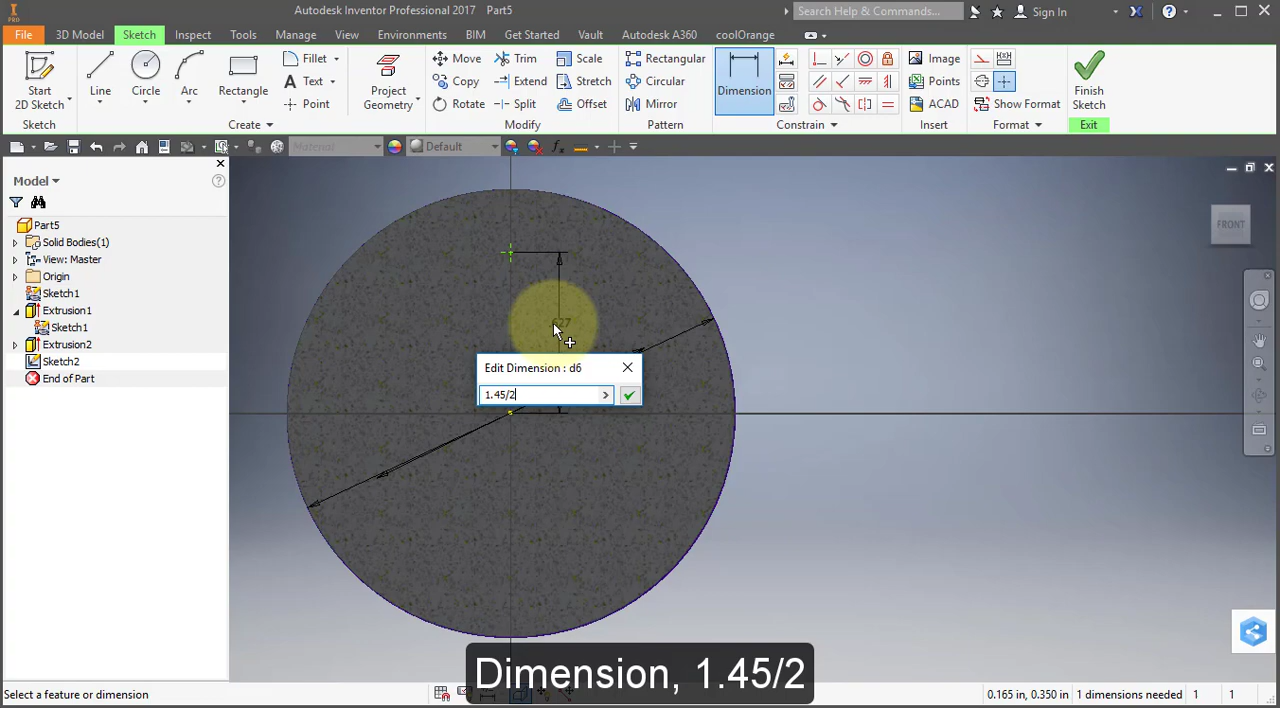 PRO
Autodesk Inventor Professional 2017 Part5
Search Help & Commands...
Sign In
File
3D Model
Sketch
Inspect
Tools
Manage
View
Environments
BIM
Get Started
Vault
Autodesk A360
coolOrange
Start
2D Sketch
Line
Circle
Arc
Rectangle
Fillet
Text
Point
Project
Geometry
Move
Copy
Rotate
Trim
Extend
Split
Scale
Stretch
Offset
Rectangular
Circular
Mirror
Dimension
Image
Points
ACAD
Show Format
Finish
Sketch
Sketch
Create
Modify
Pattern
Constrain
Insert
Format
Exit
Material
Default
Model
Part5
Solid Bodies(1)
View: Master
Origin
Sketch1
Extrusion1
Sketch1
Extrusion2
Sketch2
End of Part
FRONT
Edit Dimension : d6
1.45/2
Dimension, 1.45/2
Select a feature or dimension
0.165 in, 0.350 in
1 dimensions needed
1
1